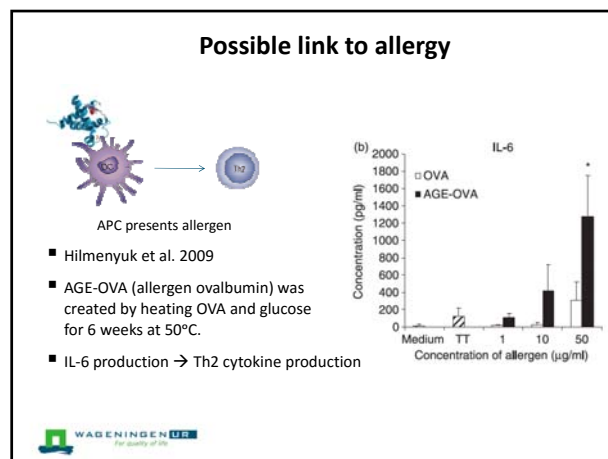 Possible link to allergy
DC
Th2
APC presents allergen
▪ Hilmenyuk et al. 2009
▪ AGE-OVA (allergen ovalbumin) was
created by heating OVA and glucose
for 6 weeks at 50°C.
▪ IL-6 production → Th2 cytokine production
(b)
IL-6
OVA
AGE-OVA
*
Concentration (pg/ml)
2000
1800
1600
1400
1200
1000
800
600
400
200
0
Medium TT 1 10 50
Concentration of allergen (μg/ml)
WAGENINGEN UR
For quality of life